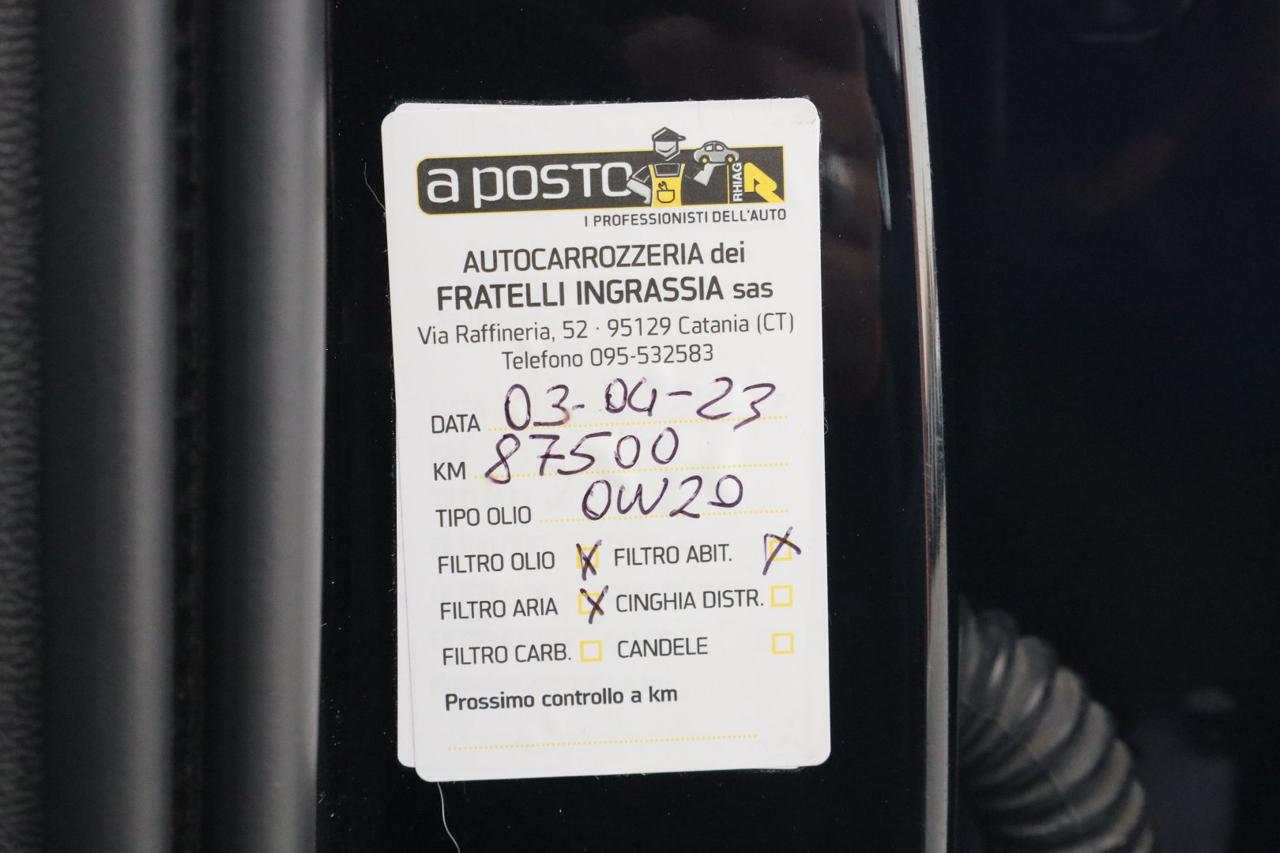 a posto
RHIAG
I PROFESSIONISTI DELL'AUTO
AUTOCARROZZERIA dei
FRATELLI INGRASSIA sas
Via Raffineria, 52 · 95129 Catania (CT)
Telefono 095-532583
DATA 03-04-23
KM 87500
TIPO OLIO 0W20
FILTRO OLIO X FILTRO ABIT. X
FILTRO ARIA X CINGHIA DISTR.
FILTRO CARB. CANDELE
Prossimo controllo a km